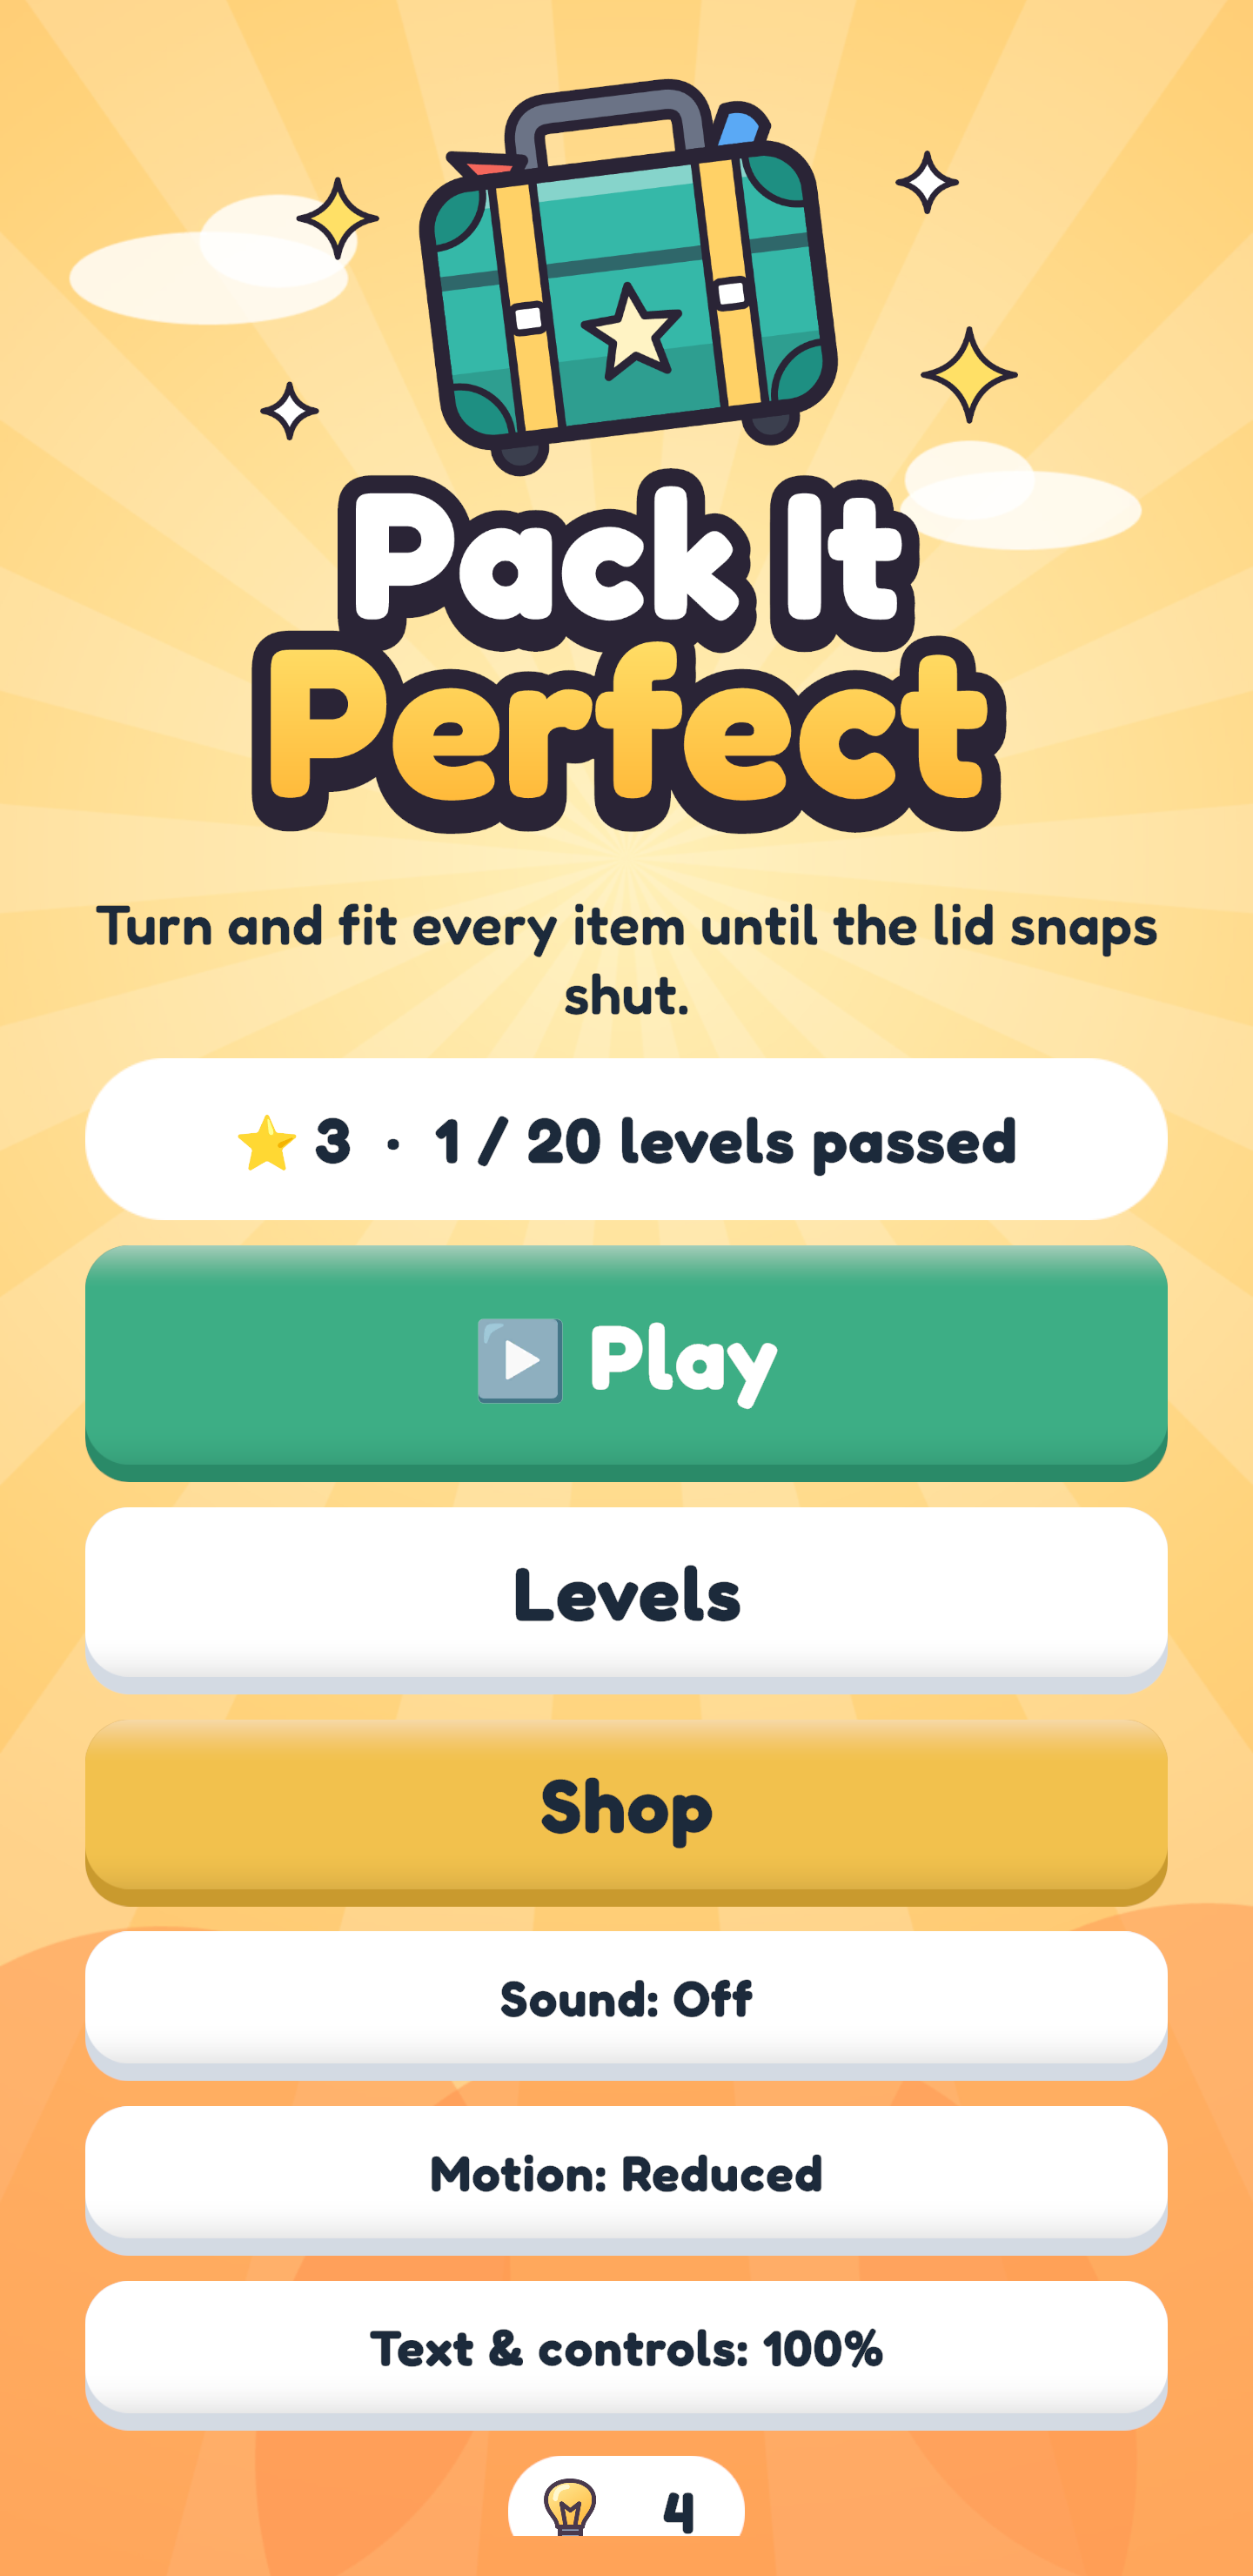 Pack It
Perfect
Turn and fit every item until the lid snaps
shut.
⭐ 3 · 1 / 20 levels passed
▶️ Play
Levels
Shop
Sound: Off
Motion: Reduced
Text & controls: 100%
💡 4